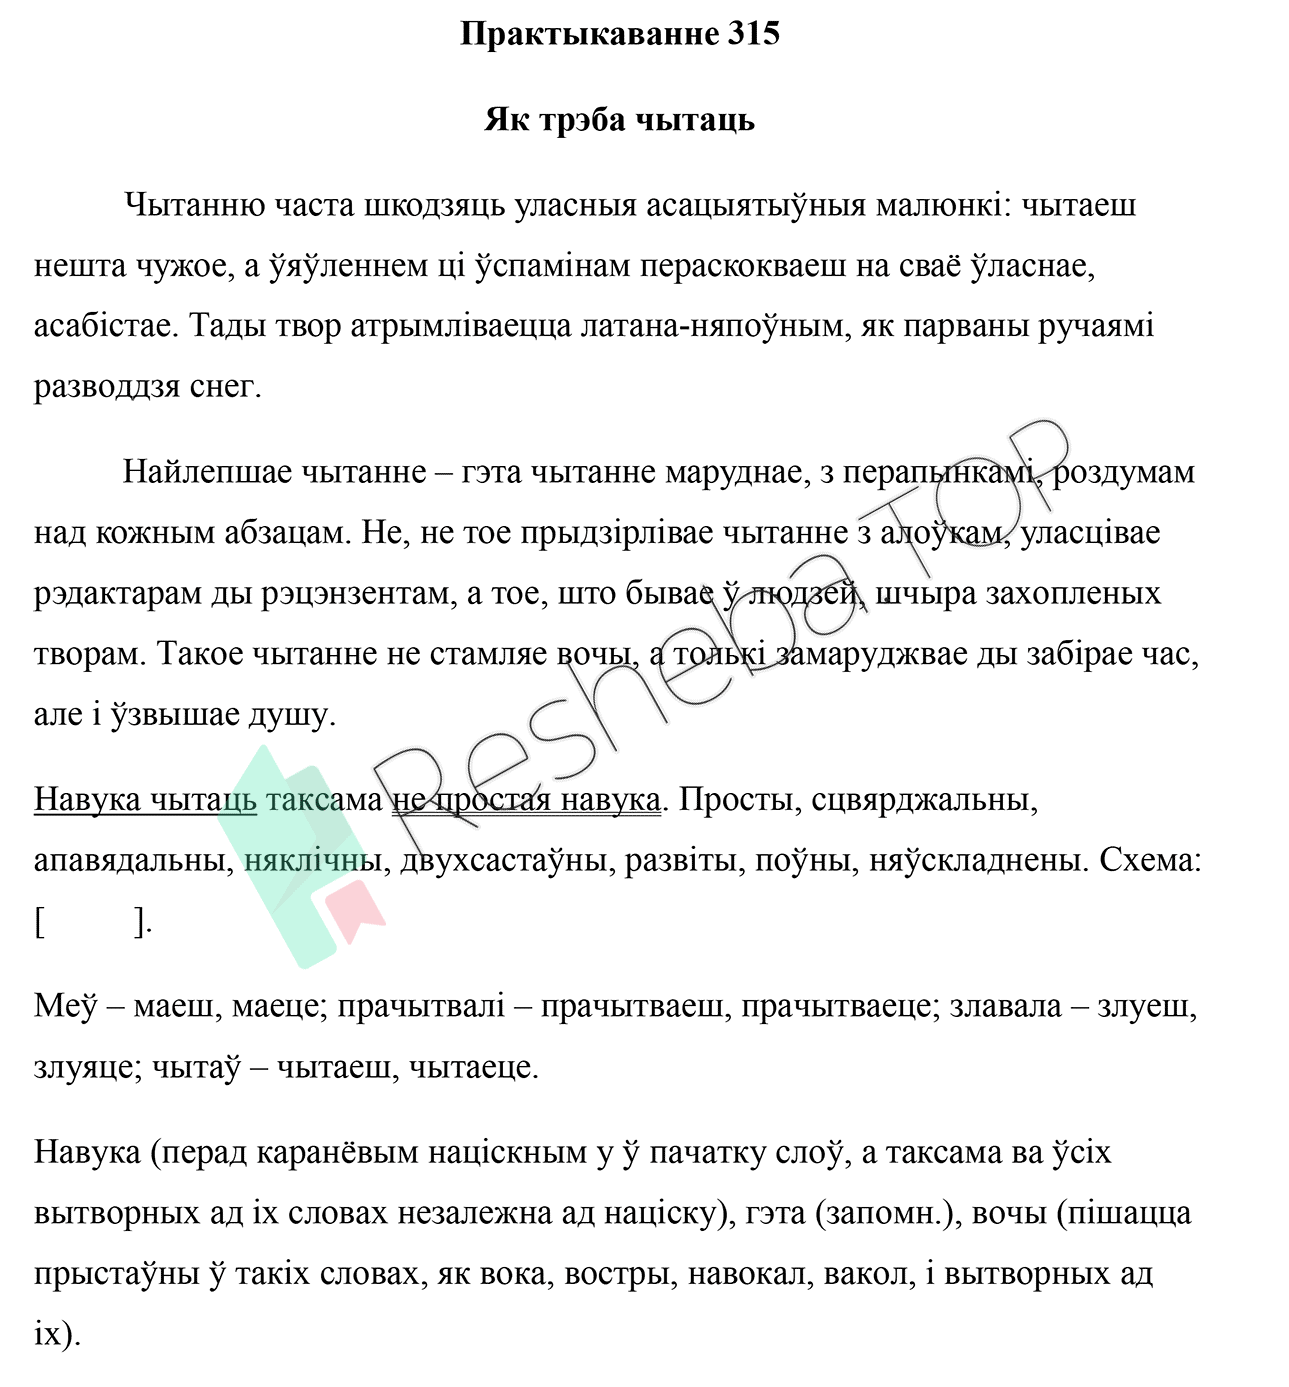 Практыкаванне 315
Як трэба чытаць
Чытанню часта шкодзяць уласныя асацыятыўныя малюнкі: чытаеш
нешта чужое, а ўяўленнем ці ўспамінам пераскокваеш на сваё ўласнае,
асабістае. Тады твор атрымліваецца латана-няпоўным, як парваны ручаямі
разводдзя снег.
Найлепшае чытанне – гэта чытанне маруднае, з перапынкамі, роздумам
над кожным абзацам. Не, не тое прыдзірлівае чытанне з алоўкам, уласцівае
рэдактарам ды рэцэнзентам, а тое, што бывае ў людзей, шчыра захопленых
творам. Такое чытанне не стамляе вочы, а толькі замаруджвае ды забірае час,
але і ўзвышае душу.
Навука чытаць таксама не простая навука. Просты, сцвярджальны,
апавядальны, няклічны, двухсастаўны, развіты, поўны, няўскладнены. Схема:
[ ].
Меў – маеш, маеце; прачытвалі – прачытваеш, прачытваеце; злавала – злуеш,
злуяце; чытаў – чытаеш, чытаеце.
Навука (перад каранёвым націскным у ў пачатку слоў, а таксама ва ўсіх
вытворных ад іх словах незалежна ад націску), гэта (запомн.), вочы (пішацца
прыстаўны ў такіх словах, як вока, востры, навокал, вакол, і вытворных ад
іх).
Resheba TOP